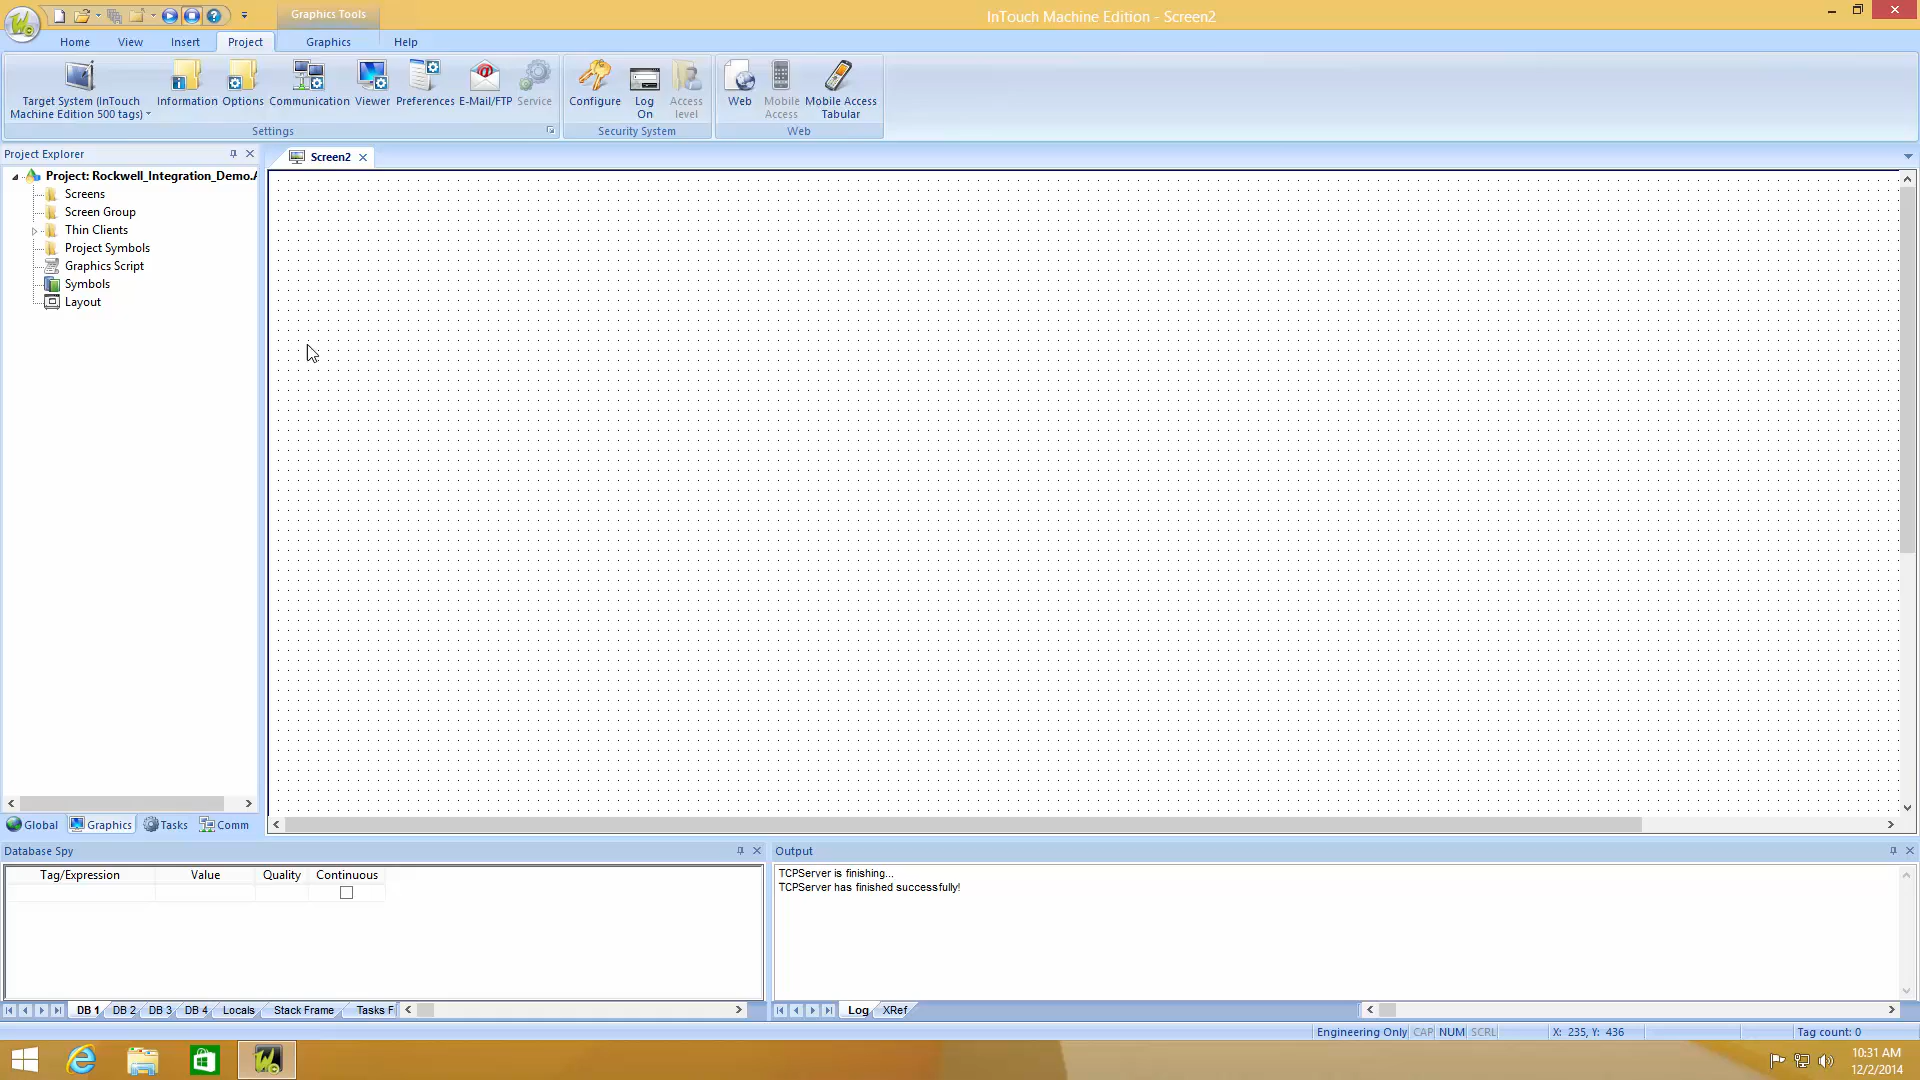 Graphics Tools
InTouch Machine Edition - Screen2
Home
View
Insert
Project
Graphics
Help
Target System (InTouch
Machine Edition 500 tags)
Information
Options
Communication
Viewer
Preferences
E-Mail/FTP
Service
Configure
Log
On
Access
level
Web
Mobile
Access
Mobile Access
Tabular
Settings
Security System
Web
Project Explorer
Screen2
Project: Rockwell_Integration_Demo.A
Screens
Screen Group
Thin Clients
Project Symbols
Graphics Script
Symbols
Layout
Global
Graphics
Tasks
Comm
Database Spy
Tag/Expression
Value
Quality
Continuous
DB 1
DB 2
DB 3
DB 4
Locals
Stack Frame
Tasks F
Output
TCPServer is finishing...
TCPServer has finished successfully!
Log
XRef
Engineering Only
CAP
NUM
SCRL
X: 235, Y: 436
Tag count: 0
10:31 AM
12/2/2014